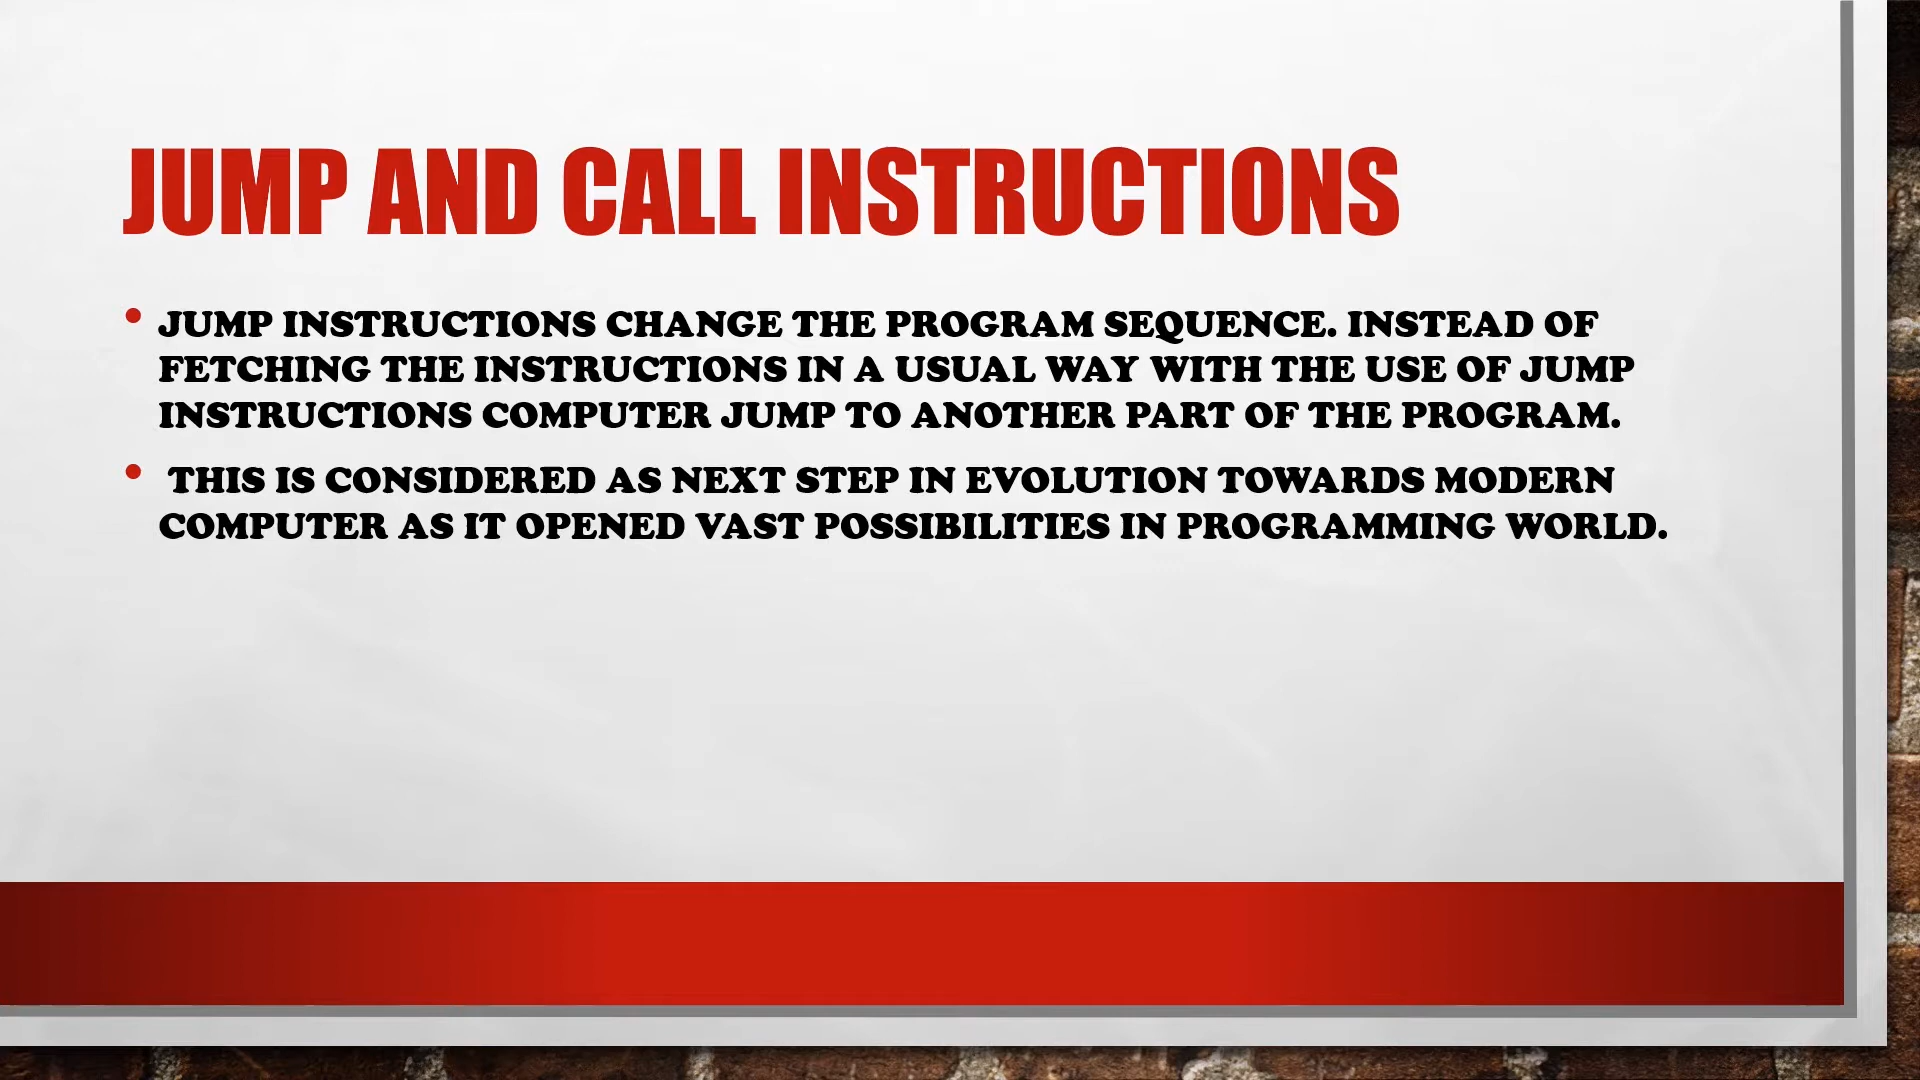 JUMP AND CALL INSTRUCTIONS
• JUMP INSTRUCTIONS CHANGE THE PROGRAM SEQUENCE. INSTEAD OF
FETCHING THE INSTRUCTIONS IN A USUAL WAY WITH THE USE OF JUMP
INSTRUCTIONS COMPUTER JUMP TO ANOTHER PART OF THE PROGRAM.
• THIS IS CONSIDERED AS NEXT STEP IN EVOLUTION TOWARDS MODERN
COMPUTER AS IT OPENED VAST POSSIBILITIES IN PROGRAMMING WORLD.